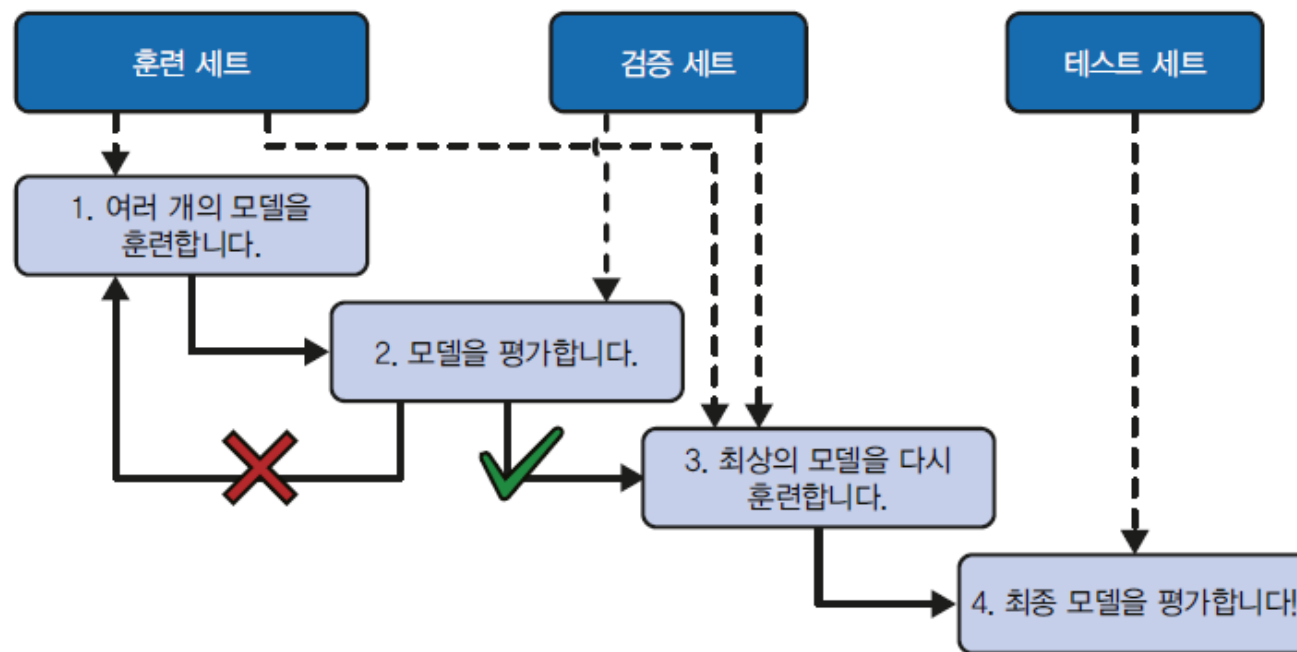 훈련 세트
검증 세트
테스트 세트
1. 여러 개의 모델을
훈련합니다.
2. 모델을 평가합니다.
3. 최상의 모델을 다시
훈련합니다.
4. 최종 모델을 평가합니다!